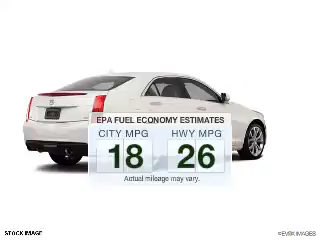 EPA FUEL ECONOMY ESTIMATES
CITY MPG HWY MPG
18 26
Actual mileage may vary.
STOCK IMAGE ©EVOX IMAGES